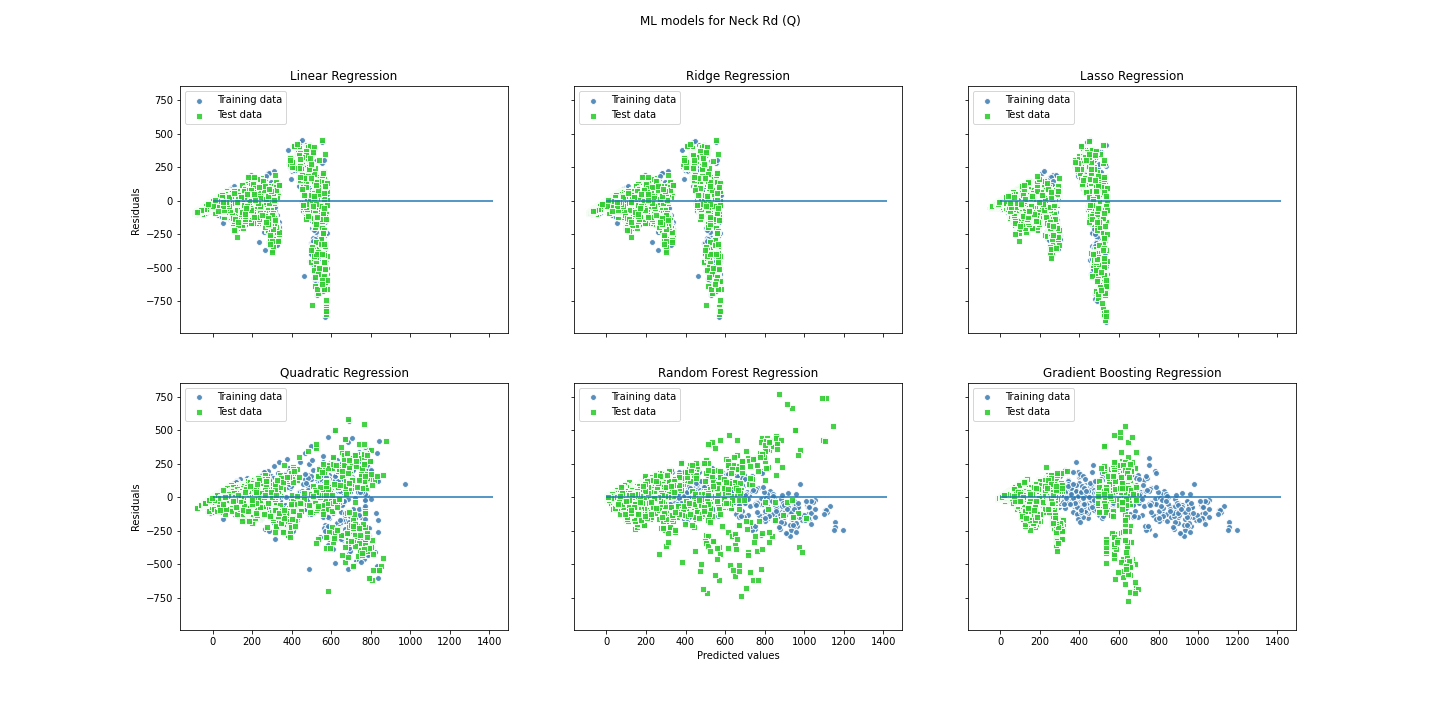 ML models for Neck Rd (Q)
Linear Regression
Ridge Regression
Lasso Regression
Training data
Test data
Training data
Test data
Training data
Test data
750
500
250
0
−250
−500
−750
Residuals
Quadratic Regression
Random Forest Regression
Gradient Boosting Regression
Training data
Test data
Training data
Test data
Training data
Test data
750
500
250
0
−250
−500
−750
Residuals
0 200 400 600 800 1000 1200 1400
0 200 400 600 800 1000 1200 1400
0 200 400 600 800 1000 1200 1400
Predicted values